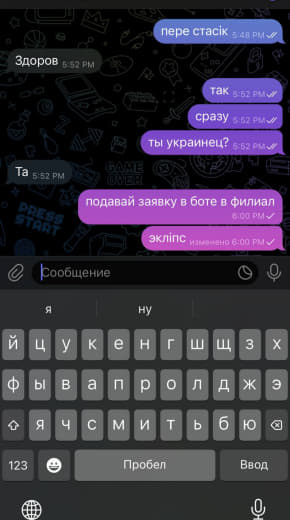 пере стасік 5:48 PM
Здоров 5:52 PM
так 5:52 PM
сразу 5:52 PM
ты украинец? 5:52 PM
Та 5:52 PM
GAME OVER
PRESS START
подавай заявку в боте в филиал
6:00 PM
экліпс изменено 6:00 PM
Сообщение
я ну
й ц у к е н г ш щ з х
ф ы в а п р о л д ж э
я ч с м и т ь б ю
123 Пробел Ввод